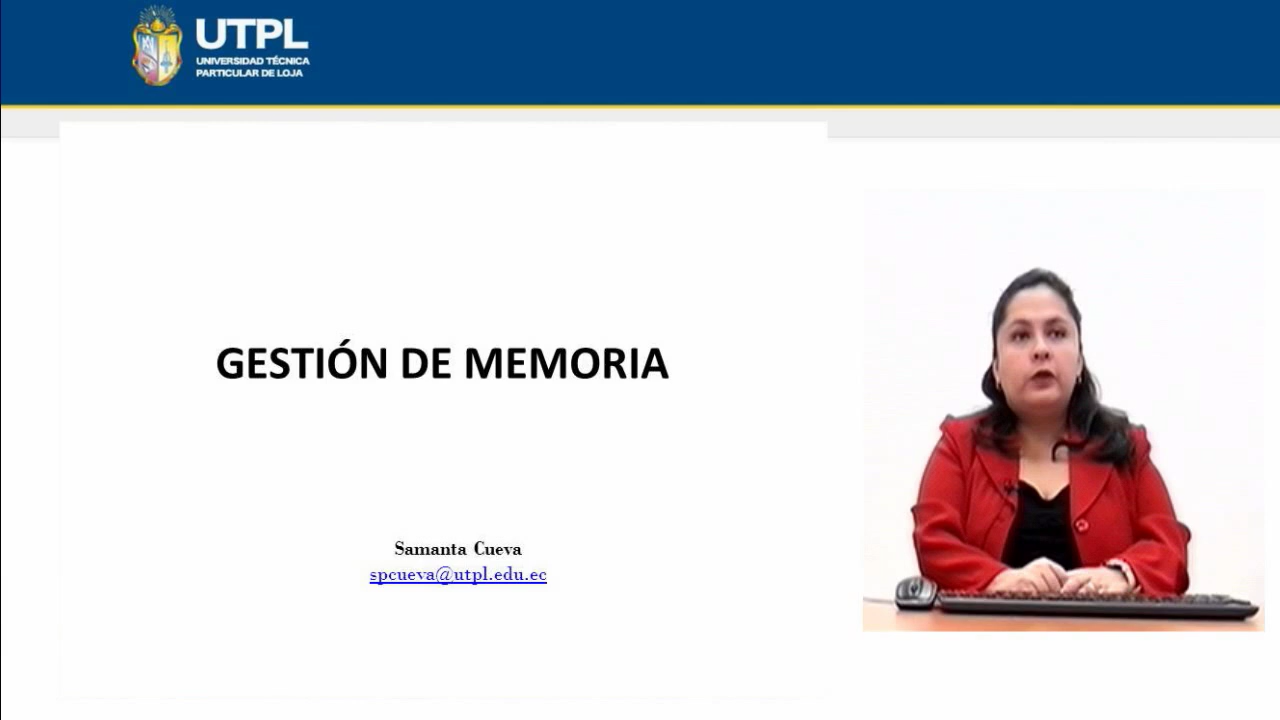 UTPL
UNIVERSIDAD TÉCNICA
PARTICULAR DE LOJA
GESTIÓN DE MEMORIA
Samanta Cueva
spcueva@utpl.edu.ec